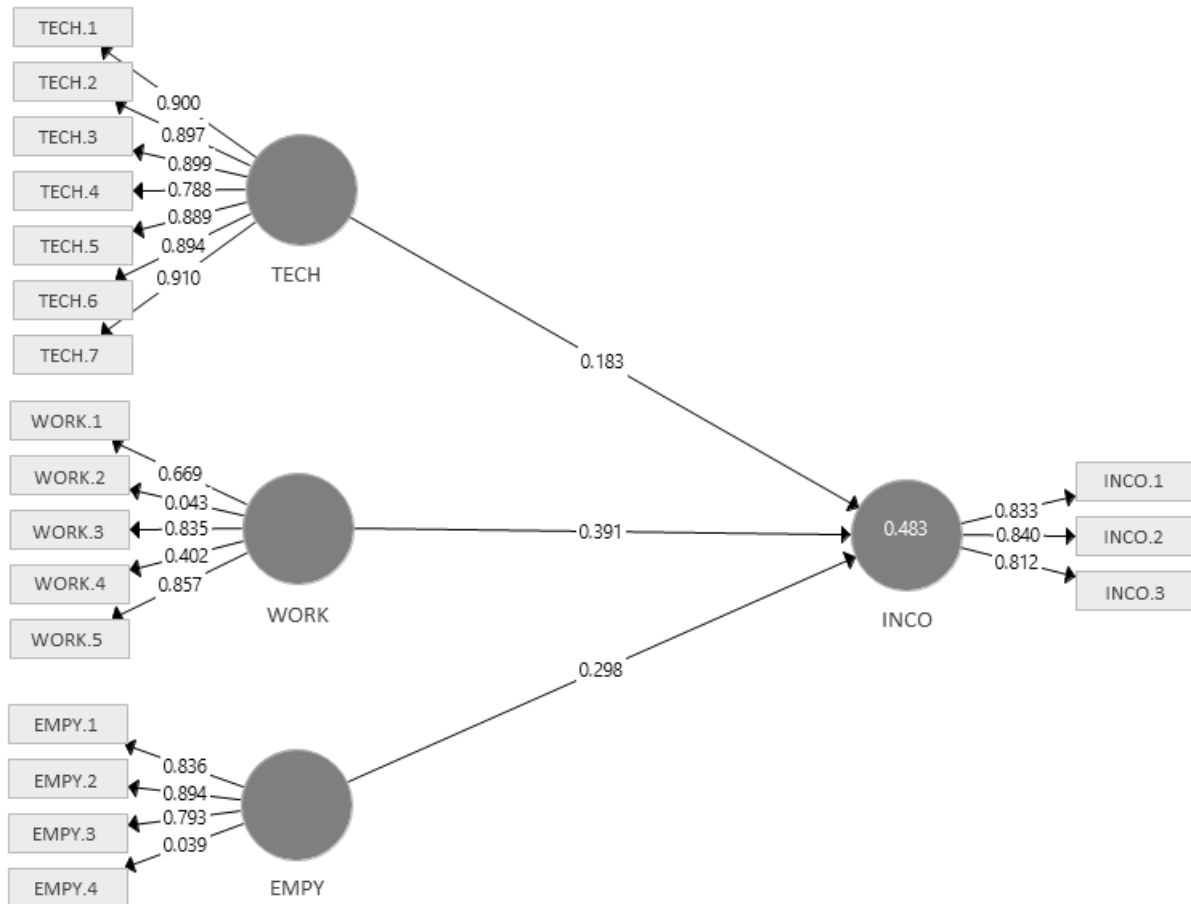 TECH.1
TECH.2
TECH.3
TECH.4
TECH.5
TECH.6
TECH.7
0.900
0.897
0.899
0.788
0.889
0.894
0.910
TECH
0.183
WORK.1
WORK.2
WORK.3
WORK.4
WORK.5
0.669
0.043
0.835
0.402
0.857
WORK
0.391
EMPY.1
EMPY.2
EMPY.3
EMPY.4
0.836
0.894
0.793
0.039
EMPY
0.298
0.483
INCO
0.833
0.840
0.812
INCO.1
INCO.2
INCO.3